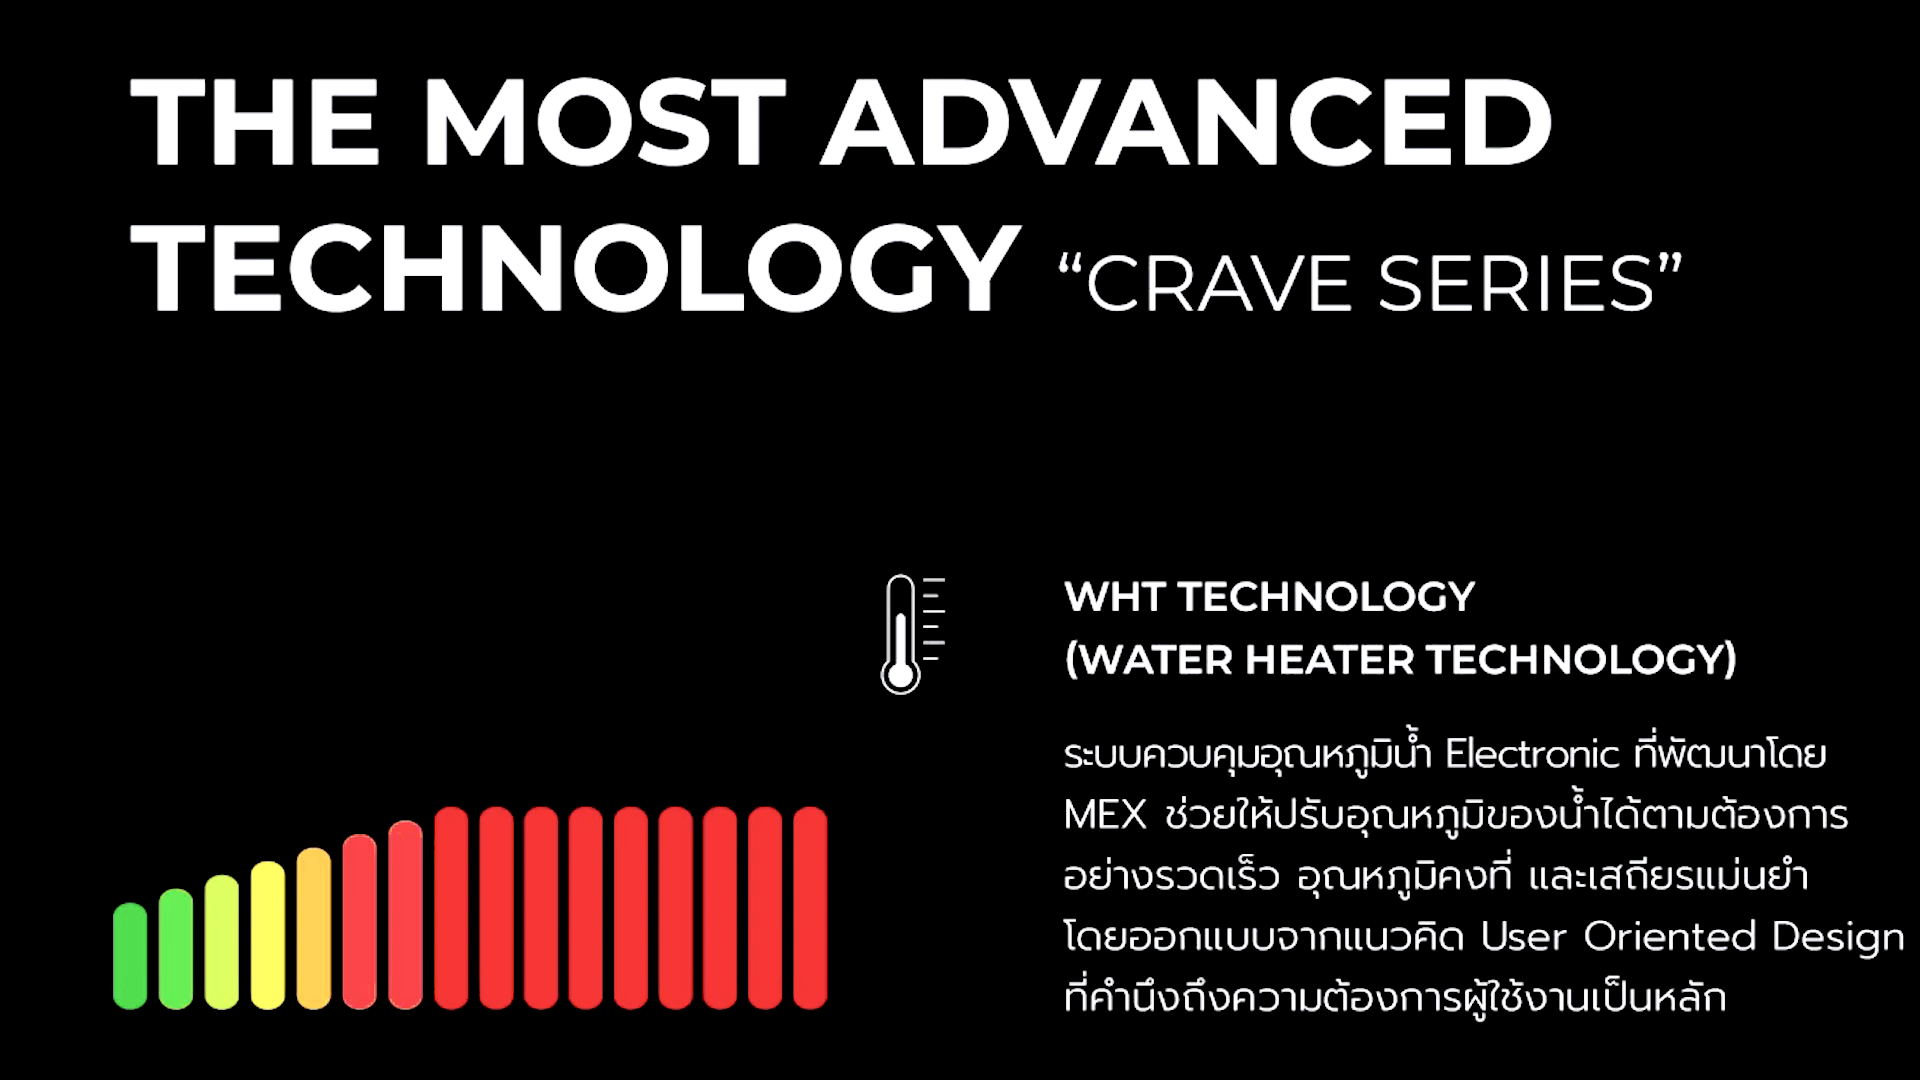 THE MOST ADVANCED
TECHNOLOGY “CRAVE SERIES”
WHT TECHNOLOGY
(WATER HEATER TECHNOLOGY)
ระบบควบคุมอุณหภูมิน้ำ Electronic ที่พัฒนาโดย
MEX ช่วยให้ปรับอุณหภูมิของน้ำได้ตามต้องการ
อย่างรวดเร็ว อุณหภูมิคงที่ และเสถียรแม่นยำ
โดยออกแบบจากแนวคิด User Oriented Design
ที่คำนึงถึงความต้องการผู้ใช้งานเป็นหลัก